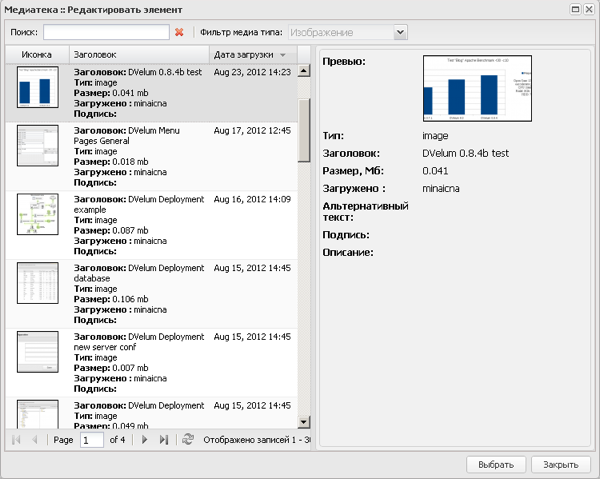 Медиатека :: Редактировать элемент
Поиск: Фильтр медиа типа: Изображение
Иконка Заголовок Дата загрузки
Заголовок: DVelum 0.8.4b test Aug 23, 2012 14:23
Тип: image
Размер: 0.041 mb
Загружено : minaicna
Подпись:
Заголовок: DVelum Menu Aug 17, 2012 12:45
Pages General
Тип: image
Размер: 0.018 mb
Загружено : minaicna
Подпись:
Заголовок: DVelum Deployment Aug 16, 2012 14:09
example
Тип: image
Размер: 0.087 mb
Загружено : minaicna
Подпись:
Заголовок: DVelum Deployment Aug 15, 2012 14:45
database
Тип: image
Размер: 0.106 mb
Загружено : minaicna
Подпись:
Заголовок: DVelum Deployment Aug 15, 2012 14:45
new server conf
Тип: image
Размер: 0.007 mb
Загружено : minaicna
Подпись:
Заголовок: DVelum Deployment Aug 15, 2012 14:45
Тип: image
Размер: 0.049 mb
Page 1 of 4 Отображено записей 1 - 30
Превью:
Тип: image
Заголовок: DVelum 0.8.4b test
Размер, Мб: 0.041
Загружено : minaicna
Альтернативный
текст:
Подпись:
Описание:
Выбрать Закрыть